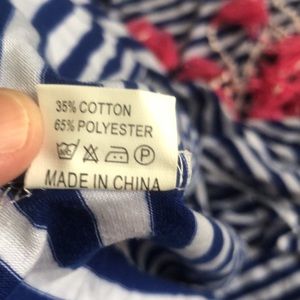 35% COTTON
65% POLYESTER
P
MADE IN CHINA